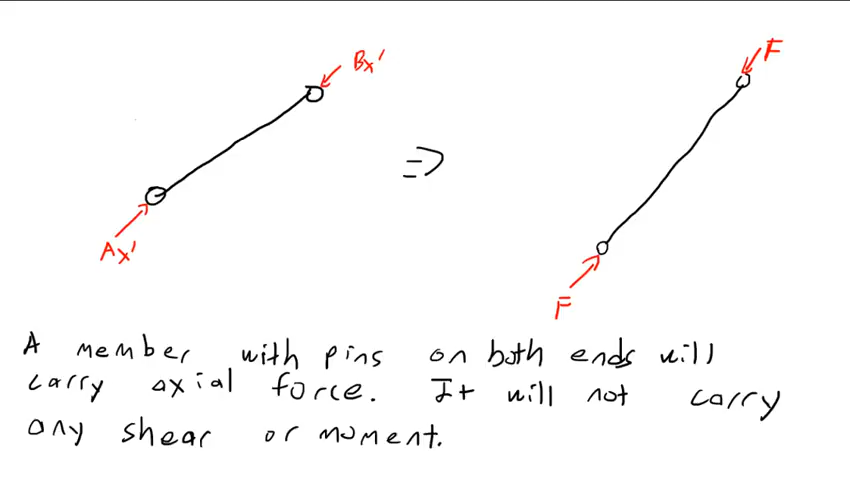 Bx'
F
⇒
Ax'
F
A member with pins on both ends will
carry axial force. It will not carry
any shear or moment.